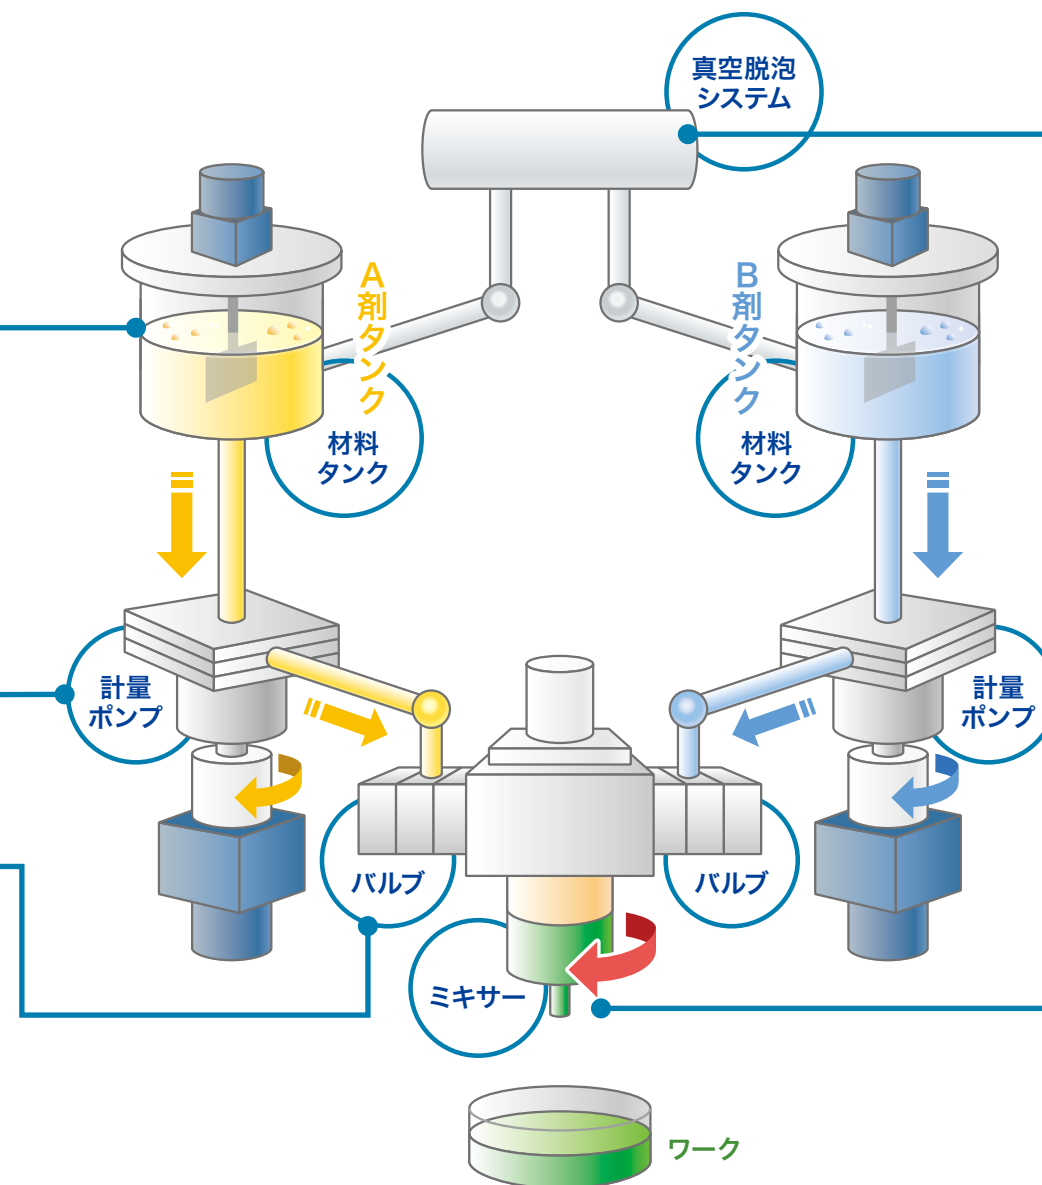 真空脱泡
システム
A剤タンク
B剤タンク
材料
タンク
材料
タンク
計量
ポンプ
計量
ポンプ
バルブ
バルブ
ミキサー
ワーク